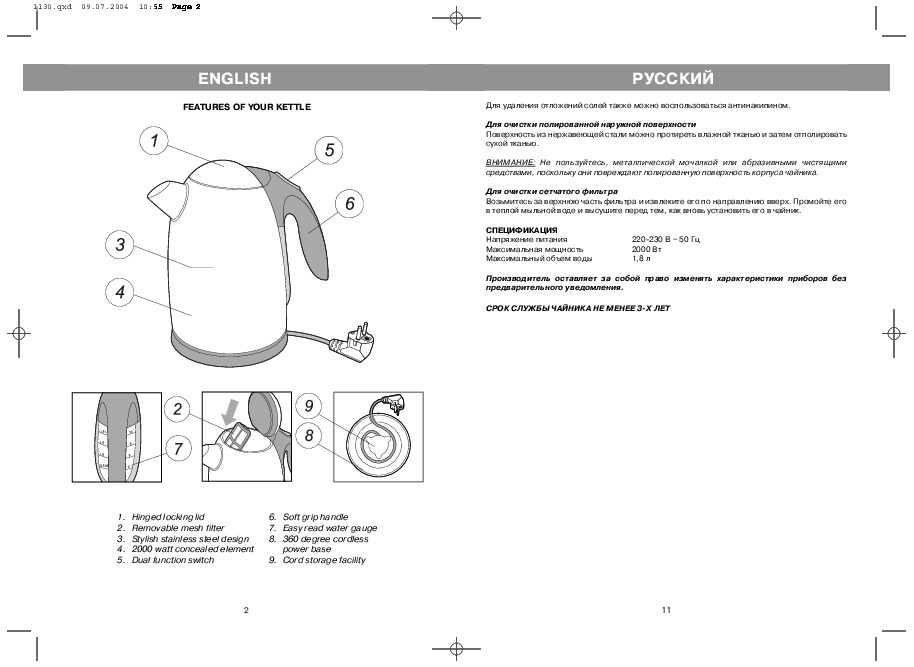 1130.qxd 09.07.2004 10:55 Page 2
ENGLISH
FEATURES OF YOUR KETTLE
1
5
6
3
4
2
7
9
8
1. Hinged locking lid
2. Removable mesh filter
3. Stylish stainless steel design
4. 2000 watt concealed element
5. Dual function switch
6. Soft grip handle
7. Easy read water gauge
8. 360 degree cordless
power base
9. Cord storage facility
2
РУССКИЙ
Для удаления отложений солей также можно воспользоваться антинакипином.
Для очистки полированной наружной поверхности
Поверхность из нержавеющей стали можно протиреть влажной тканью и затем отполировать
сухой тканью.
ВНИМАНИЕ: Не пользуйтесь, металлической мочалкой или абразивными чистящими
средствами, поскольку они повреждают полированную поверхность корпуса чайника.
Для очистки сетчатого фильтра
Возьмитесь за верхнюю часть фильтра и извлеките его по направлению вверх. Промойте его
в теплой мыльной воде и высушите перед тем, как вновь установить его в чайник.
СПЕЦИФИКАЦИЯ
Напряжение питания 220-230 В ~ 50 Гц
Максимальная мощность 2000 Вт
Максимальный объем воды 1,8 л
Производитель оставляет за собой право изменять характеристики приборов без
предварительного уведомления.
СРОК СЛУЖБЫ ЧАЙНИКА НЕ МЕНЕЕ 3-Х ЛЕТ
11